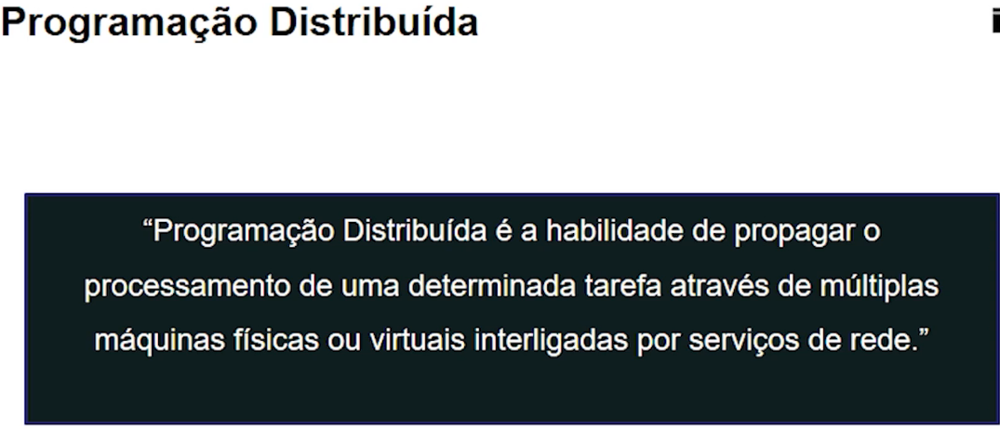 Programação Distribuída
“Programação Distribuída é a habilidade de propagar o
processamento de uma determinada tarefa através de múltiplas
máquinas físicas ou virtuais interligadas por serviços de rede.”